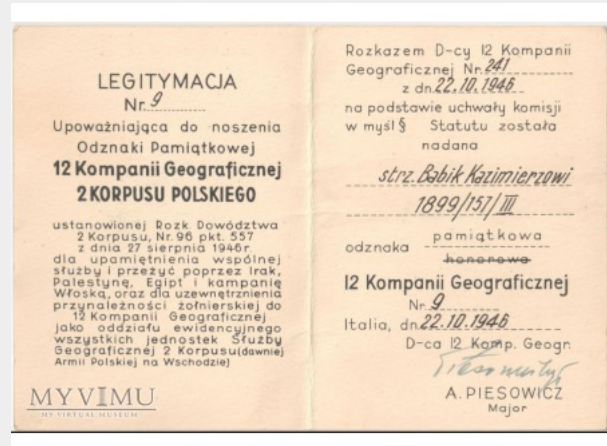 LEGITYMACJA
Nr. 9
Upoważniająca do noszenia
Odznaki Pamiątkowej
12 Kompanii Geograficznej
2 KORPUSU POLSKIEGO
ustanowionej Rozk. Dowództwa
2 Korpusu, Nr. 96 pkt. 557
z dnia 27 sierpnia 1946r.
dla upamiętnienia wspólnej
służby i przeżyć poprzez Irak,
Palestynę, Egipt i kampanię
Włoską, oraz dla uzewnętrznienia
przynależności żołnierskiej do
12 Kompanii Geograficznej
jako oddziału ewidencyjnego
wszystkich jednostek Służby
Geograficznej 2 Korpusu (dawniej
Armii Polskiej na Wschodzie)
MYVIMU
MY VIRTUAL MUSEUM
Rozkazem D-cy 12 Kompanii
Geograficznej Nr. 241
z dn. 22.10.1946
na podstawie uchwały komisji
w myśl § Statutu została
nadana
strz. Babik Kazimierzowi
1899/157/III
odznaka pamiątkowa
honorowa
12 Kompanii Geograficznej
Nr. 9
Italia, dn. 22.10.1946
D-ca 12 Komp. Geogr.
A. PIESOWICZ
Major